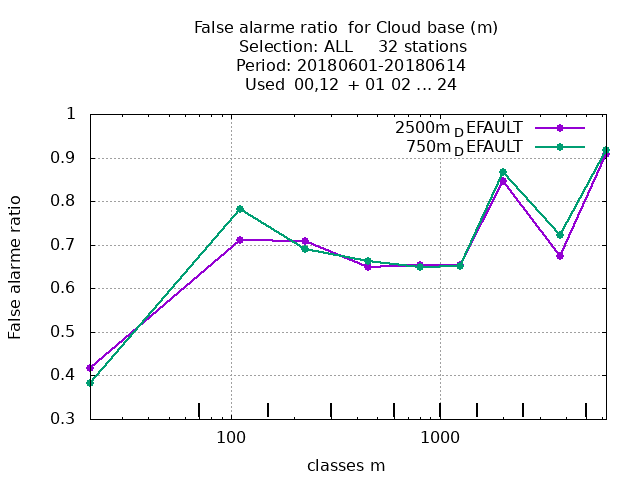 False alarme ratio  for Cloud base (m)
Selection: ALL     32 stations
Period: 20180601-20180614
Used  00,12  + 01 02 ... 24
1
2500mDEFAULT
750mDEFAULT
0.9
0.8
0.7
0.6
0.5
0.4
0.3
False alarme ratio
100
1000
classes m